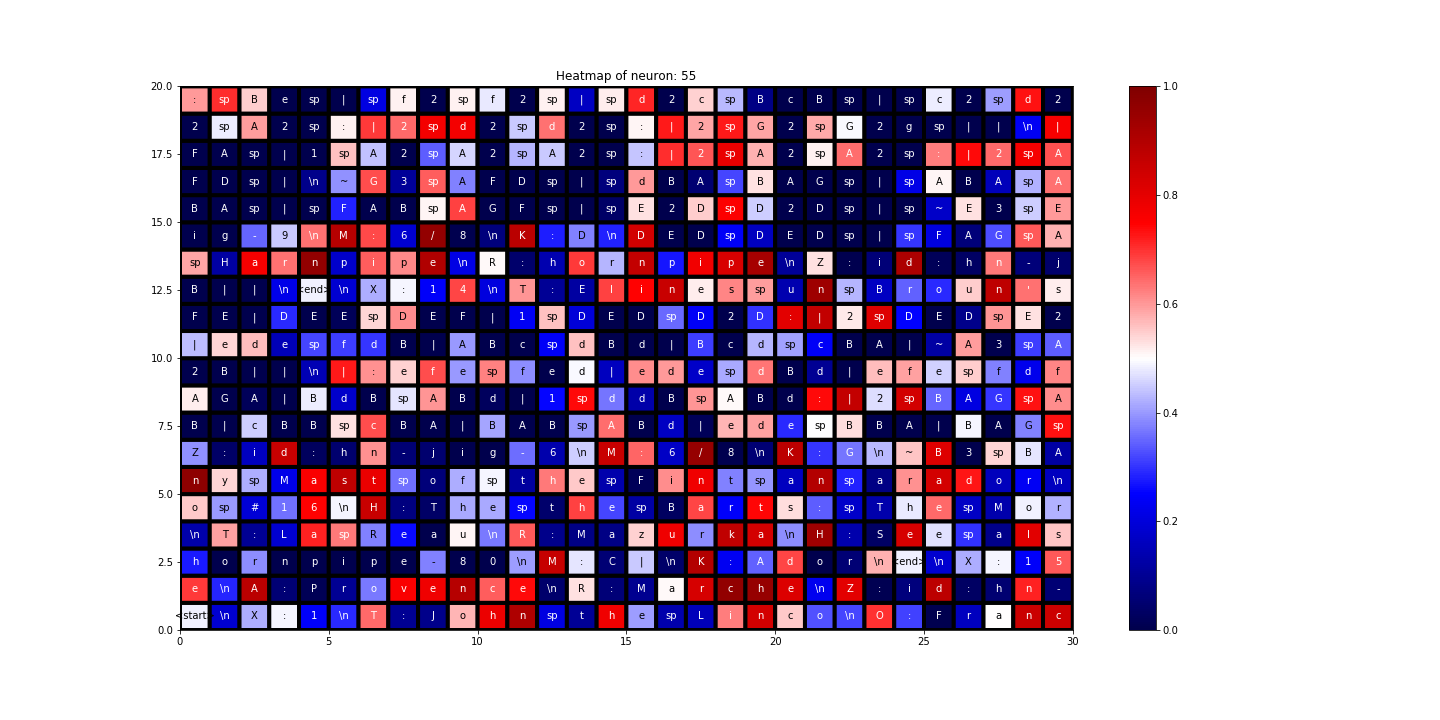 Heatmap of neuron: 55
20.0 : sp B e sp | sp f 2 sp f 2 sp | sp d 2 c sp B c B sp | sp c 2 sp d 2 1.0
2 sp A 2 sp : | 2 sp d 2 sp d 2 sp : | 2 sp G 2 sp G 2 g sp | | \n |
17.5 F A sp | 1 sp A 2 sp A 2 sp A 2 sp : | 2 sp A 2 sp A 2 sp : | 2 sp A
F D sp | \n ~ G 3 sp A F D sp | sp d B A sp B A G sp | sp A B A sp A 0.8
15.0 B A sp | sp F A B sp A G F sp | sp E 2 D sp D 2 D sp | sp ~ E 3 sp E
i g - 9 \n M : 6 / 8 \n K : D \n D E D sp D E D sp | sp F A G sp A
sp H a r n p i p e \n R : h o r n p i p e \n Z : i d : h n - j
12.5 B | | \n <end> \n X : 1 4 \n T : E l i n e s sp u n sp B r o u n ' s 0.6
F E | D E E sp D E F | 1 sp D E D sp D 2 D : | 2 sp D E D sp E 2
10.0 | e d e sp f d B | A B c sp d B d | B c d sp c B A | ~ A 3 sp A
2 B | | \n | : e f e sp f e d | e d e sp d B d | e f e sp f d f
A G A | B d B sp A B d | 1 sp d d B sp A B d : | 2 sp B A G sp A 0.4
7.5 B | c B B sp c B A | B A B sp A B d | e d e sp B B A | B A G sp
Z : i d : h n - j i g - 6 \n M : 6 / 8 \n K : G \n ~ B 3 sp B A
5.0 n y sp M a s t sp o f sp t h e sp F i n t sp a n sp a r a d o r \n
o sp # 1 6 \n H : T h e sp t h e sp B a r t s : sp T h e sp M o r 0.2
\n T : L a sp R e a u \n R : M a z u r k a \n H : S e e sp a l s
2.5 h o r n p i p e - 8 0 \n M : C | \n K : A d o r \n <end> \n X : 1 5
e \n A : P r o v e n c e \n R : M a r c h e \n Z : i d : h n -
0.0 <start \n X : 1 \n T : J o h n sp t h e sp L i n c o \n O : F r a n c 0.0
0 5 10 15 20 25 30